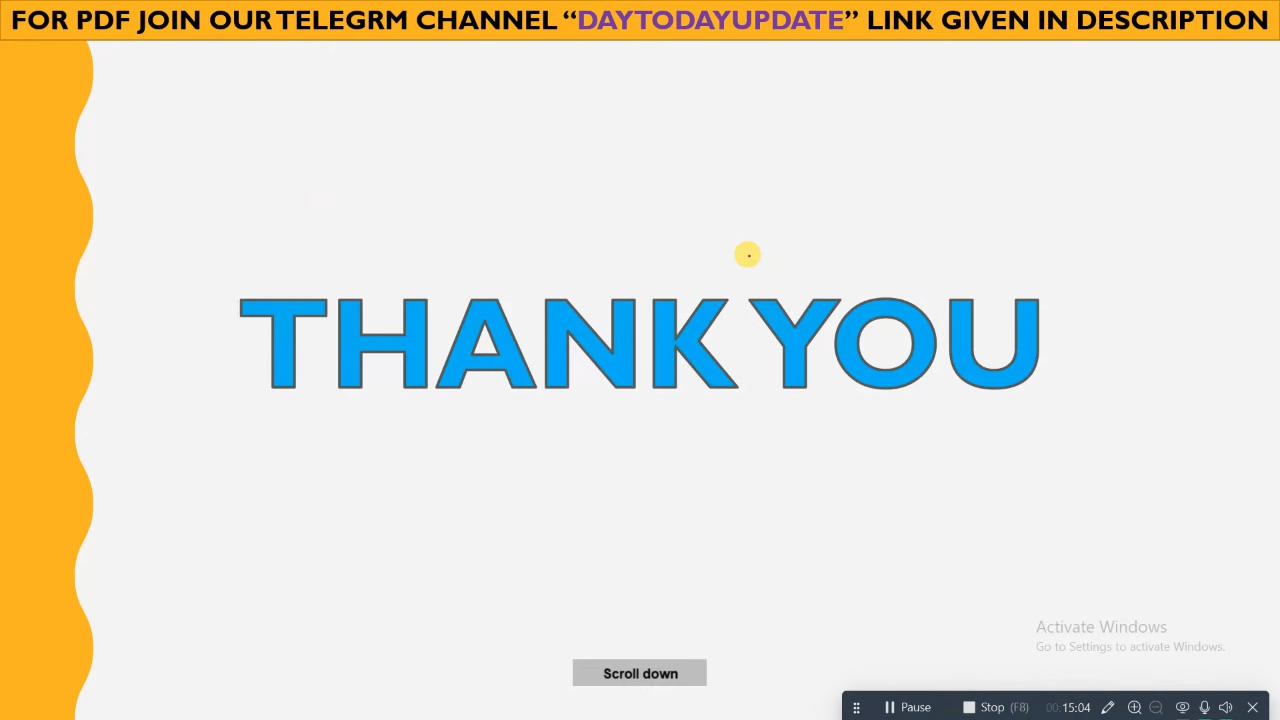 FOR PDF JOIN OUR TELEGRM CHANNEL “DAYTODAYUPDATE” LINK GIVEN IN DESCRIPTION
THANK YOU
Activate Windows
Go to Settings to activate Windows.
Scroll down
Pause Stop (F8) 00:15:04